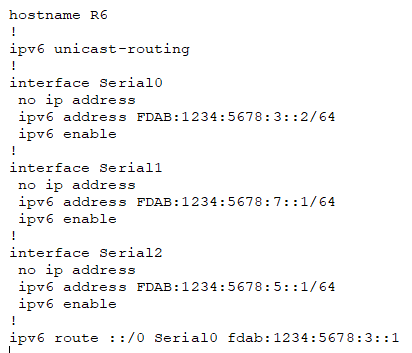 hostname R6
!
ipv6 unicast-routing
!
interface Serial0
 no ip address
 ipv6 address FDAB:1234:5678:3::2/64
 ipv6 enable
!
interface Serial1
 no ip address
 ipv6 address FDAB:1234:5678:7::1/64
 ipv6 enable
!
interface Serial2
 no ip address
 ipv6 address FDAB:1234:5678:5::1/64
 ipv6 enable
!
ipv6 route ::/0 Serial0 fdab:1234:5678:3::1